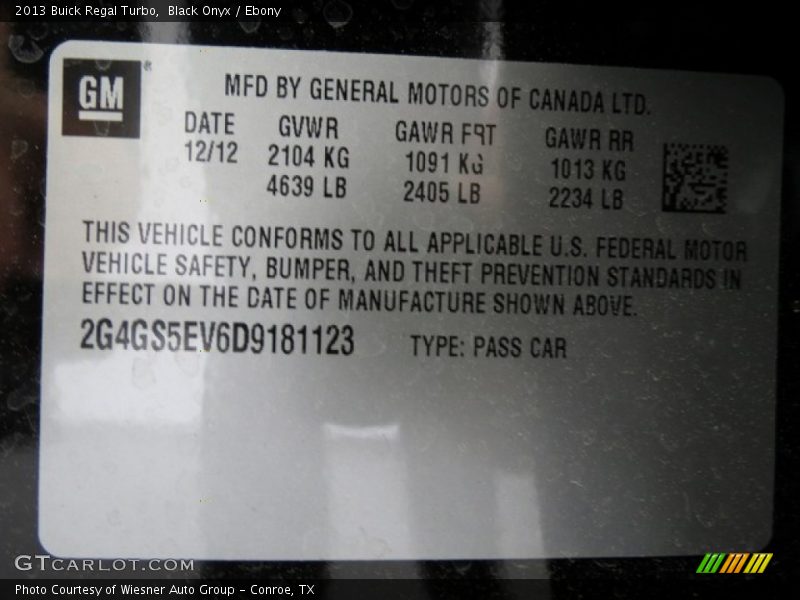 2013 Buick Regal Turbo, Black Onyx / Ebony
GM ®
MFD BY GENERAL MOTORS OF CANADA LTD.
DATE GVWR GAWR FRT GAWR RR
12/12 2104 KG 1091 KG 1013 KG
4639 LB 2405 LB 2234 LB
THIS VEHICLE CONFORMS TO ALL APPLICABLE U.S. FEDERAL MOTOR
VEHICLE SAFETY, BUMPER, AND THEFT PREVENTION STANDARDS IN
EFFECT ON THE DATE OF MANUFACTURE SHOWN ABOVE.
2G4GS5EV6D9181123 TYPE: PASS CAR
GTCARLOT.COM
Photo Courtesy of Wiesner Auto Group - Conroe, TX